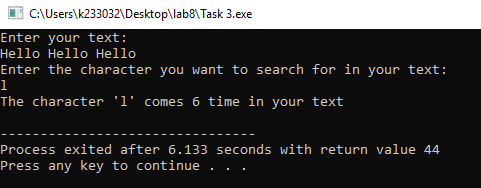 C:\Users\k233032\Desktop\lab8\Task 3.exe
Enter your text:
Hello Hello Hello
Enter the character you want to search for in your text:
l
The character 'l' comes 6 time in your text
--------------------------------
Process exited after 6.133 seconds with return value 44
Press any key to continue . . .